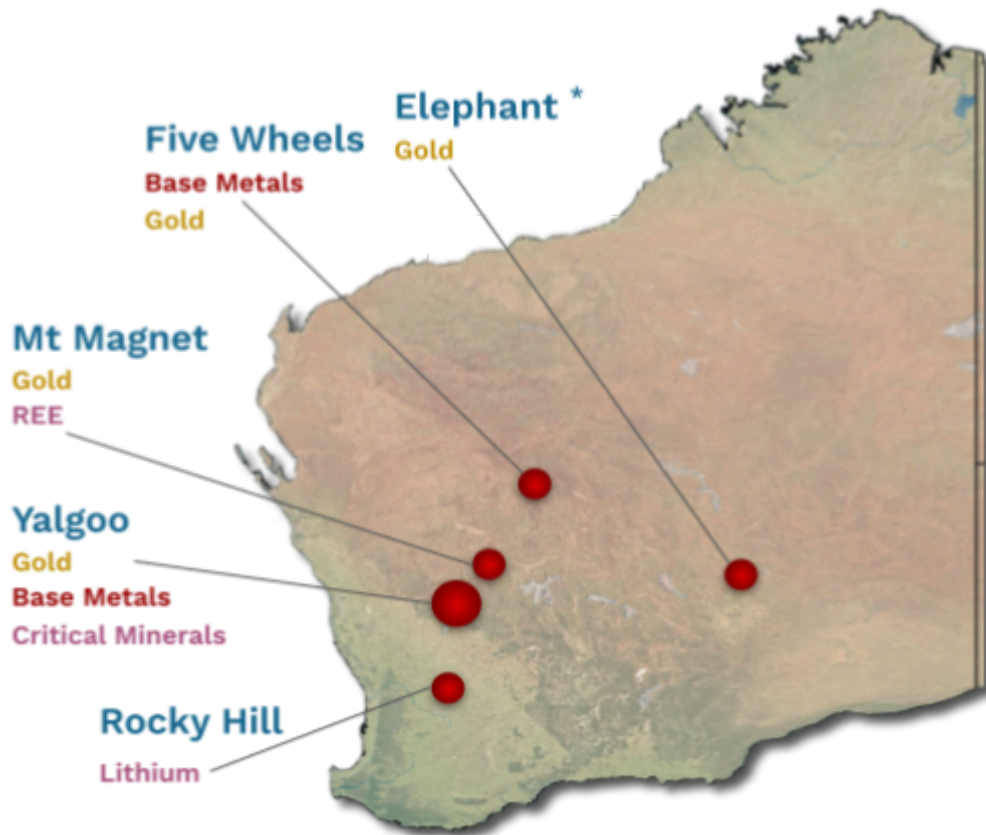 Elephant *
Gold
Five Wheels
Base Metals
Gold
Mt Magnet
Gold
REE
Yalgoo
Gold
Base Metals
Critical Minerals
Rocky Hill
Lithium